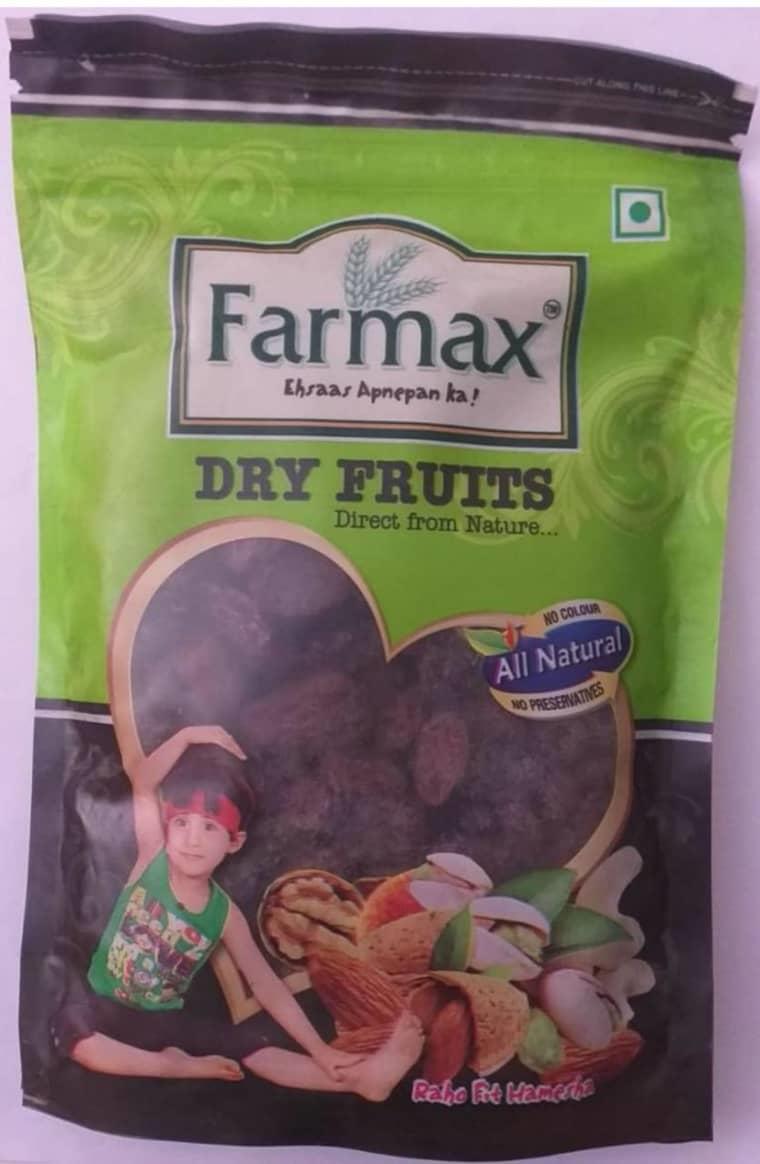 CUT ALONG THIS LINE
Farmax™
Ehsaas Apnepan ka!
DRY FRUITS
Direct from Nature...
NO COLOUR
All Natural
NO PRESERVATIVES
Raho Fit Hamesha